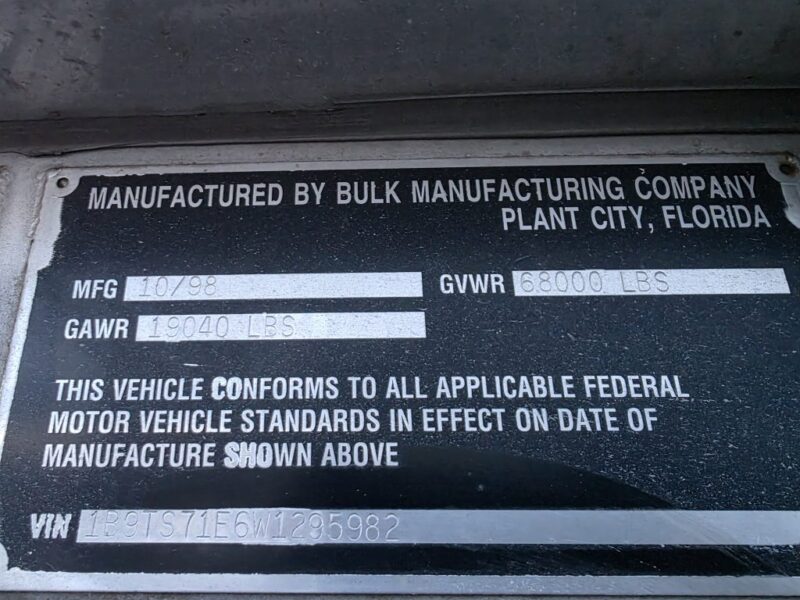 MANUFACTURED BY BULK MANUFACTURING COMPANY
PLANT CITY, FLORIDA
MFG 10/98 GVWR 68000 LBS
GAWR 19040 LBS
THIS VEHICLE CONFORMS TO ALL APPLICABLE FEDERAL
MOTOR VEHICLE STANDARDS IN EFFECT ON DATE OF
MANUFACTURE SHOWN ABOVE
VIN 1B9TS71E6W1295982